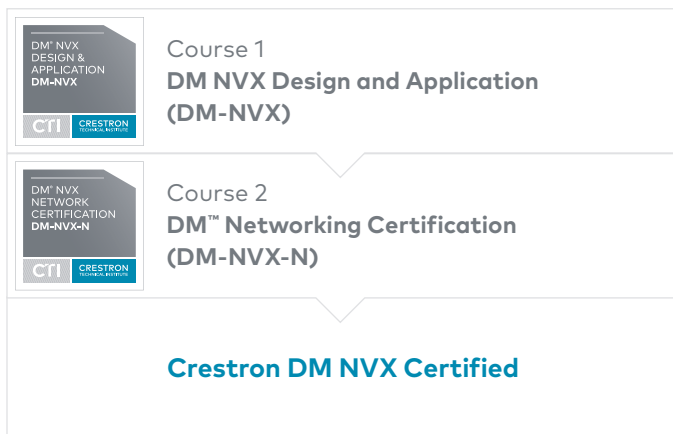 DM® NVX
DESIGN &
APPLICATION
DM-NVX
CTI CRESTRON
TECHNICAL INSTITUTE
Course 1
DM NVX Design and Application
(DM-NVX)
DM® NVX
NETWORK
CERTIFICATION
DM-NVX-N
CTI CRESTRON
TECHNICAL INSTITUTE
Course 2
DM™ Networking Certification
(DM-NVX-N)
Crestron DM NVX Certified